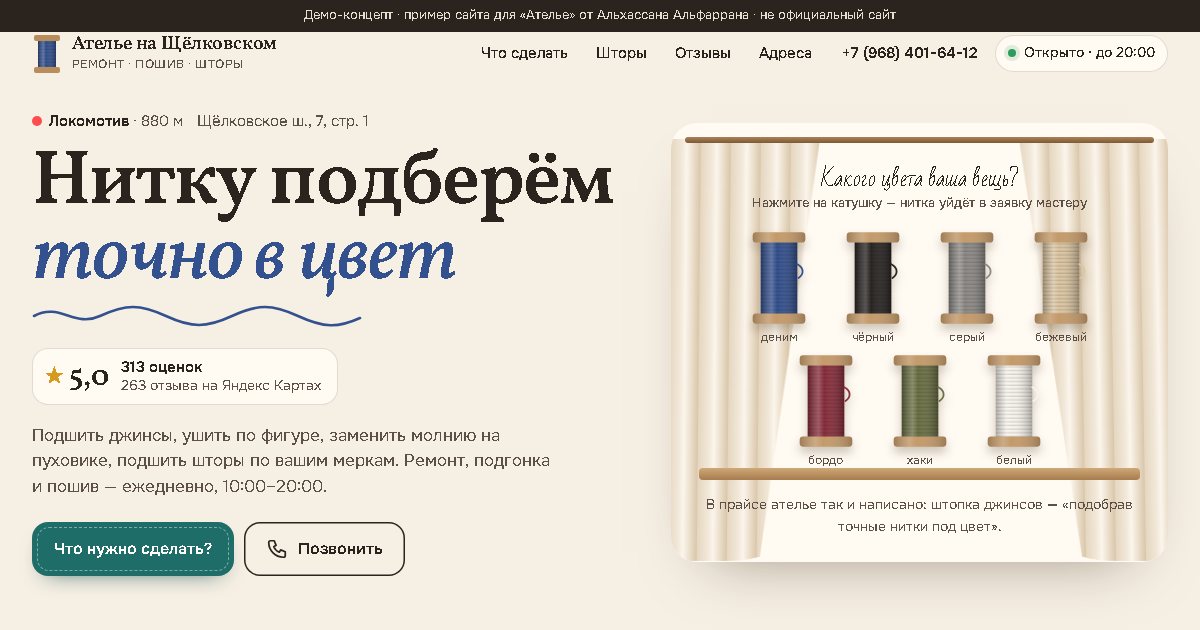 Демо-концепт · пример сайта для «Ателье» от Альхассана Альфаррана · не официальный сайт
Ателье на Щёлковском
РЕМОНТ · ПОШИВ · ШТОРЫ
Что сделать
Шторы
Отзывы
Адреса
+7 (968) 401-64-12
Открыто · до 20:00
Локомотив · 880 м Щёлковское ш., 7, стр. 1
Нитку подберём
точно в цвет
5,0
313 оценок
263 отзыва на Яндекс Картах
Подшить джинсы, ушить по фигуре, заменить молнию на
пуховике, подшить шторы по вашим меркам. Ремонт, подгонка
и пошив — ежедневно, 10:00–20:00.
Что нужно сделать?
Позвонить
Какого цвета ваша вещь?
Нажмите на катушку — нитка уйдёт в заявку мастеру
деним
чёрный
серый
бежевый
бордо
хаки
белый
В прайсе ателье так и написано: штопка джинсов — «подобрав
точные нитки под цвет».